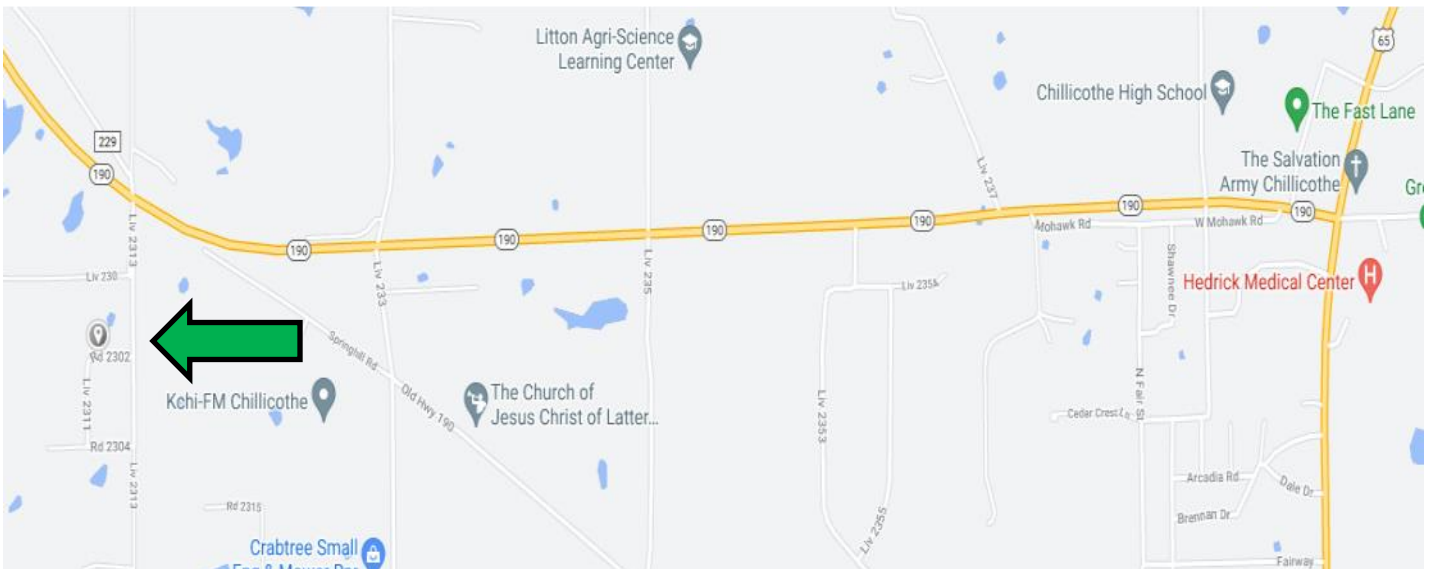 Litton Agri-Science
Learning Center
65
Chillicothe High School
The Fast Lane
229
The Salvation
Army Chillicothe
190
Liv 237
Gr
190
190
Mohawk Rd
W Mohawk Rd
190
190
190
190
Liv 2313
Liv 233
Liv 235
Shawnee Dr
Liv 230
Liv 235A
Hedrick Medical Center
H
Rd 2302
Springhill Rd
Liv 2311
Kchi-FM Chillicothe
Old Hwy 190
The Church of
Jesus Christ of Latter...
Liv 2353
N Fair St
Cedar Crest Ln
Rd 2304
Liv 2313
Arcadia Rd
Dale Dr
Rd 2315
Liv 2355
Brennan Dr
Crabtree Small
Fairway